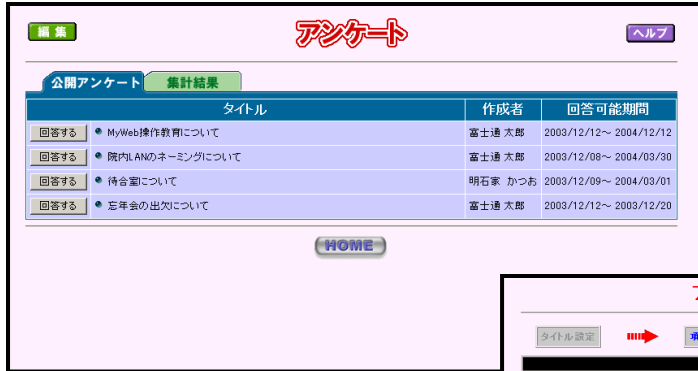 編集
アンケート
ヘルプ
公開アンケート 集計結果
タイトル 作成者 回答可能期間
回答する MyWeb操作教育について 富士通 太郎 2003/12/12～ 2004/12/12
回答する 院内LANのネーミングについて 富士通 太郎 2003/12/08～ 2004/03/30
回答する 待合室について 明石家 かつお 2003/12/09～ 2004/03/01
回答する 忘年会の出欠について 富士通 太郎 2003/12/12～ 2003/12/20
HOME
タイトル設定